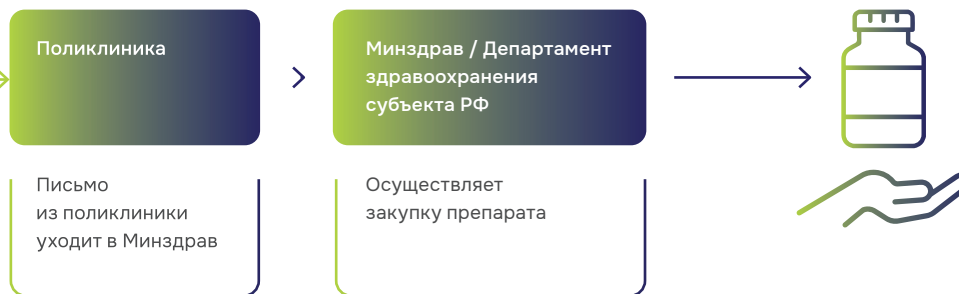 Поликлиника
Минздрав / Департамент
здравоохранения
субъекта РФ
Письмо
из поликлиники
уходит в Минздрав
Осуществляет
закупку препарата